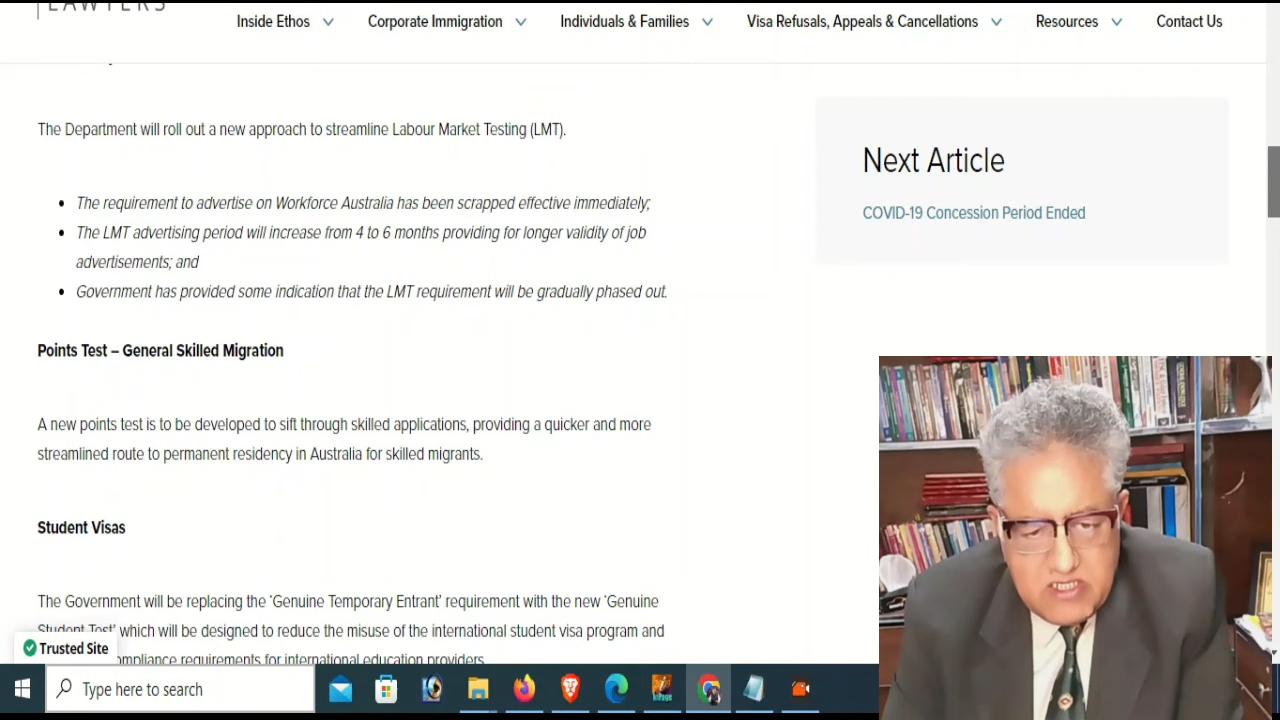 LAWYERS
Inside Ethos
Corporate Immigration
Individuals & Families
Visa Refusals, Appeals & Cancellations
Resources
Contact Us
The Department will roll out a new approach to streamline Labour Market Testing (LMT).
• The requirement to advertise on Workforce Australia has been scrapped effective immediately;
• The LMT advertising period will increase from 4 to 6 months providing for longer validity of job
advertisements; and
• Government has provided some indication that the LMT requirement will be gradually phased out.
Points Test – General Skilled Migration
A new points test is to be developed to sift through skilled applications, providing a quicker and more
streamlined route to permanent residency in Australia for skilled migrants.
Student Visas
The Government will be replacing the ‘Genuine Temporary Entrant’ requirement with the new ‘Genuine
Student Test’ which will be designed to reduce the misuse of the international student visa program and
compliance requirements for international education providers.
Next Article
COVID-19 Concession Period Ended
Trusted Site
Type here to search